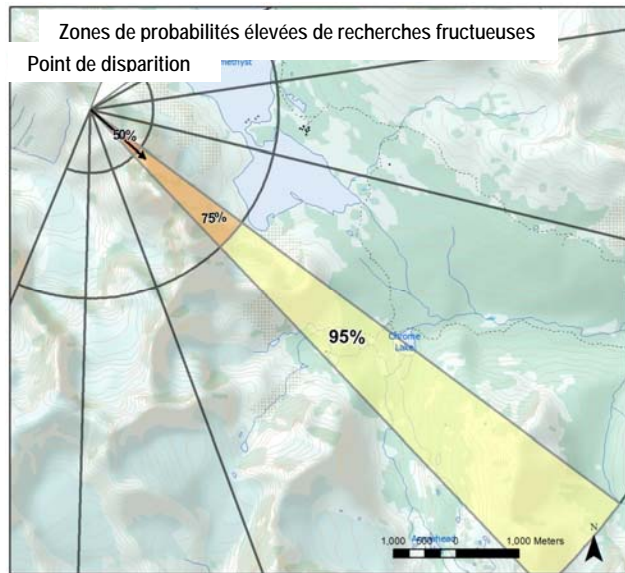 Zones de probabilités élevées de recherches fructueuses
Point de disparition
50%
75%
95%
Chrome
Lake
N
1,000 500 0 1,000 Meters